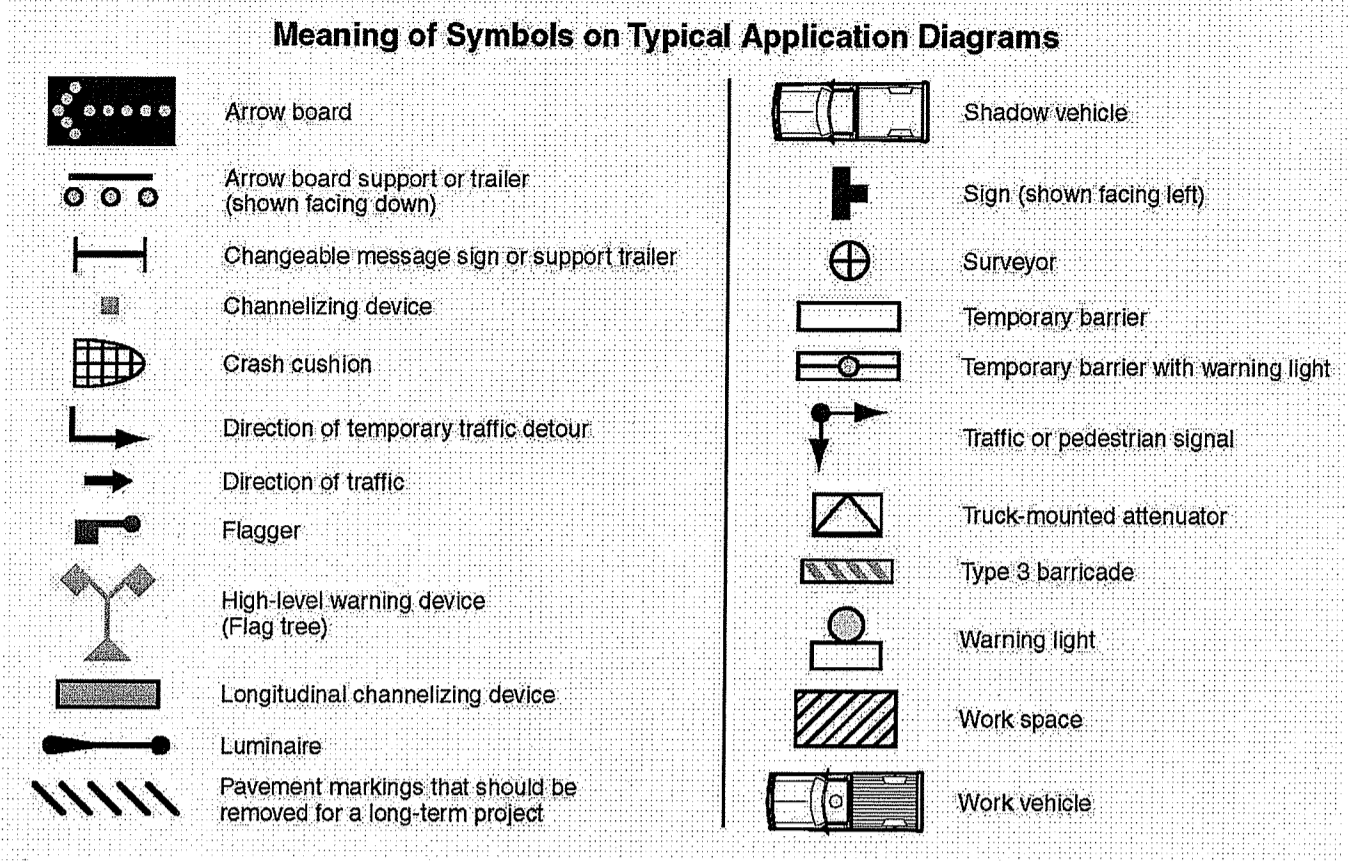 Meaning of Symbols on Typical Application Diagrams
Arrow board
Arrow board support or trailer
(shown facing down)
Changeable message sign or support trailer
Channelizing device
Crash cushion
Direction of temporary traffic detour
Direction of traffic
Flagger
High-level warning device
(Flag tree)
Longitudinal channelizing device
Luminaire
Pavement markings that should be
removed for a long-term project
Shadow vehicle
Sign (shown facing left)
Surveyor
Temporary barrier
Temporary barrier with warning light
Traffic or pedestrian signal
Truck-mounted attenuator
Type 3 barricade
Warning light
Work space
Work vehicle